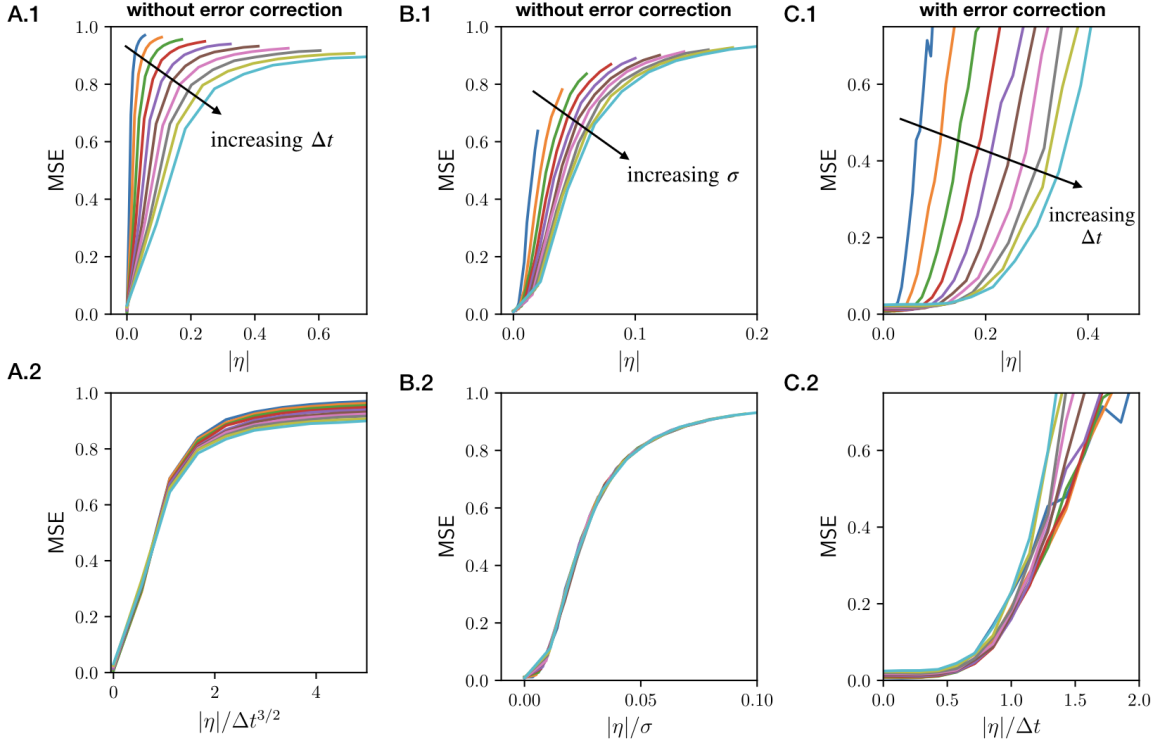 A.1
without error correction
1.0
0.8
0.6
0.4
0.2
0.0
MSE
increasing Δt
0.0 0.2 0.4 0.6
|η|
B.1
without error correction
1.0
0.8
0.6
0.4
0.2
0.0
MSE
increasing σ
0.0 0.1 0.2
|η|
C.1
with error correction
0.6
0.4
0.2
0.0
MSE
increasing
Δt
0.0 0.2 0.4
|η|
A.2
1.0
0.8
0.6
0.4
0.2
0.0
MSE
0 2 4
|η|/Δt^{3/2}
B.2
1.0
0.8
0.6
0.4
0.2
0.0
MSE
0.00 0.05 0.10
|η|/σ
C.2
0.6
0.4
0.2
0.0
MSE
0.0 0.5 1.0 1.5 2.0
|η|/Δt